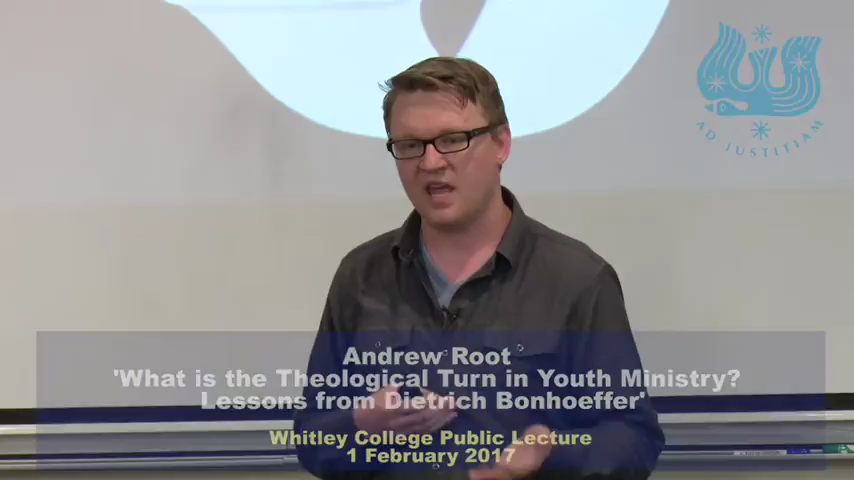 AD JUSTITIAM
Andrew Root
'What is the Theological Turn in Youth Ministry?
Lessons from Dietrich Bonhoeffer'
Whitley College Public Lecture
1 February 2017